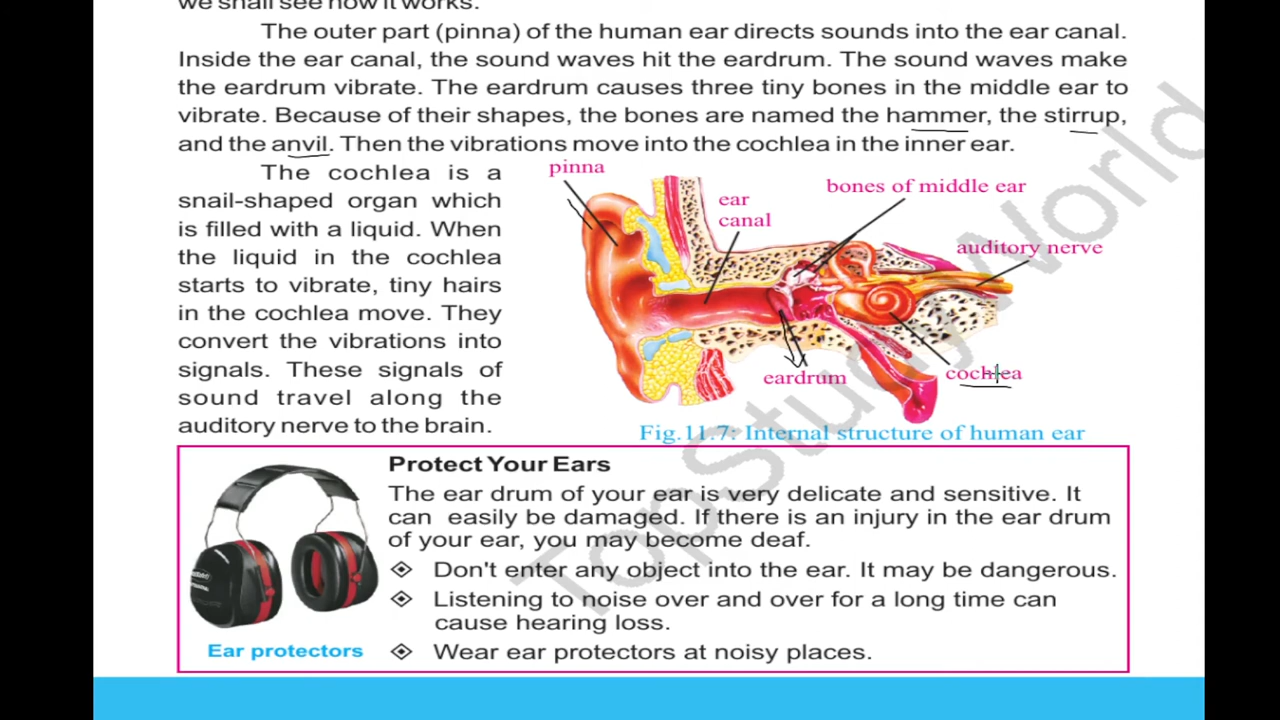 we shall see how it works.
The outer part (pinna) of the human ear directs sounds into the ear canal.
Inside the ear canal, the sound waves hit the eardrum. The sound waves make
the eardrum vibrate. The eardrum causes three tiny bones in the middle ear to
vibrate. Because of their shapes, the bones are named the hammer, the stirrup,
and the anvil. Then the vibrations move into the cochlea in the inner ear.
The cochlea is a
snail-shaped organ which
is filled with a liquid. When
the liquid in the cochlea
starts to vibrate, tiny hairs
in the cochlea move. They
convert the vibrations into
signals. These signals of
sound travel along the
auditory nerve to the brain.
pinna
ear
canal
bones of middle ear
auditory nerve
eardrum
cochlea
Fig.11.7: Internal structure of human ear
TopStudyWorld
Protect Your Ears
The ear drum of your ear is very delicate and sensitive. It
can easily be damaged. If there is an injury in the ear drum
of your ear, you may become deaf.
Don't enter any object into the ear. It may be dangerous.
Listening to noise over and over for a long time can
cause hearing loss.
Wear ear protectors at noisy places.
Ear protectors